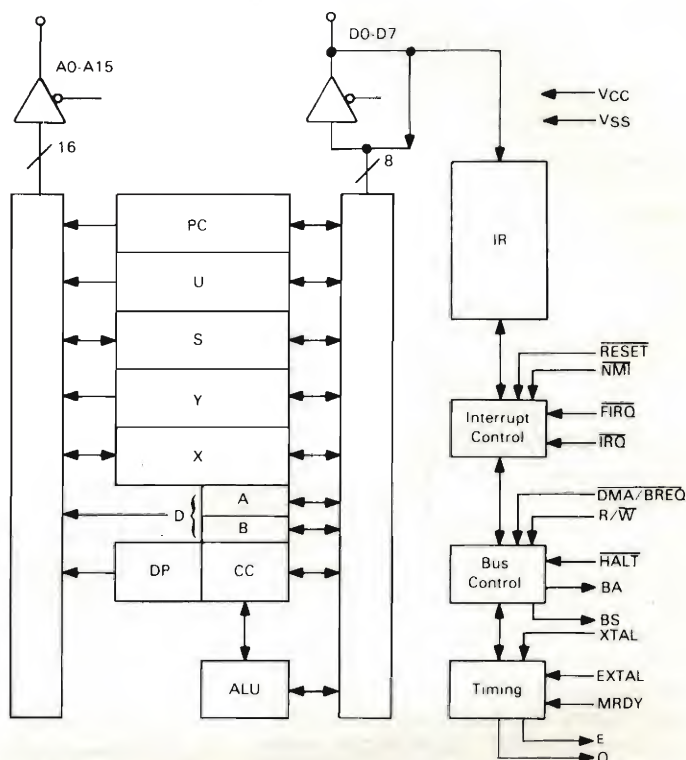 D0-D7
A0-A15
VCC
VSS
16
8
PC
IR
U
S
RESET
NMI
Y
FIRQ
Interrupt
Control
IRQ
X
A
DMA/BREQ
D {
R/W
B
HALT
DP
CC
Bus
Control
BA
BS
XTAL
ALU
Timing
EXTAL
MRDY
E
Q